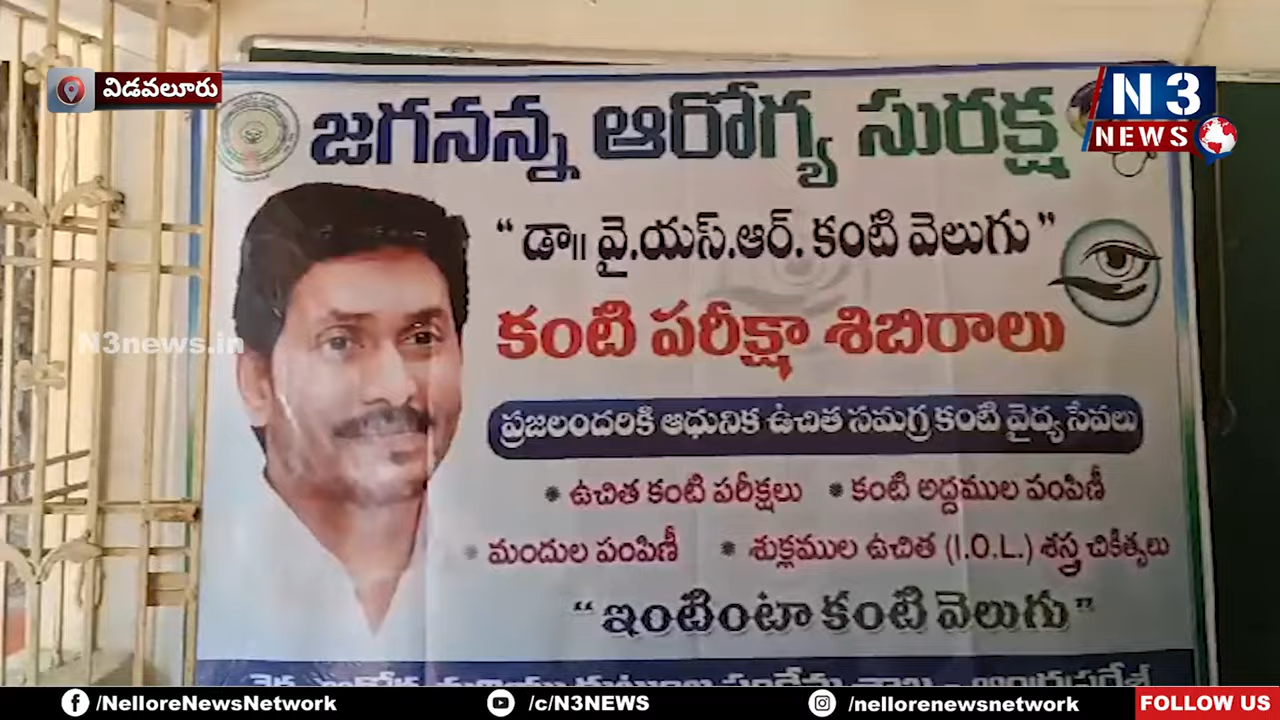 విడవలూరు
N3
NEWS
జగనన్న ఆరోగ్య సురక్ష
“ డా॥ వై.యస్.ఆర్. కంటి వెలుగు ”
కంటి పరీక్షా శిబిరాలు
N3news.in
ప్రజలందరికి ఆధునిక ఉచిత సమగ్ర కంటి వైద్య సేవలు
* ఉచిత కంటి పరీక్షలు * కంటి అద్దముల పంపిణీ
* మందుల పంపిణీ * శుక్లముల ఉచిత (I.O.L.) శస్త్ర చికిత్సలు
“ ఇంటింటా కంటి వెలుగు ”
/NelloreNewsNetwork /c/N3NEWS /nellorenewsnetwork FOLLOW US